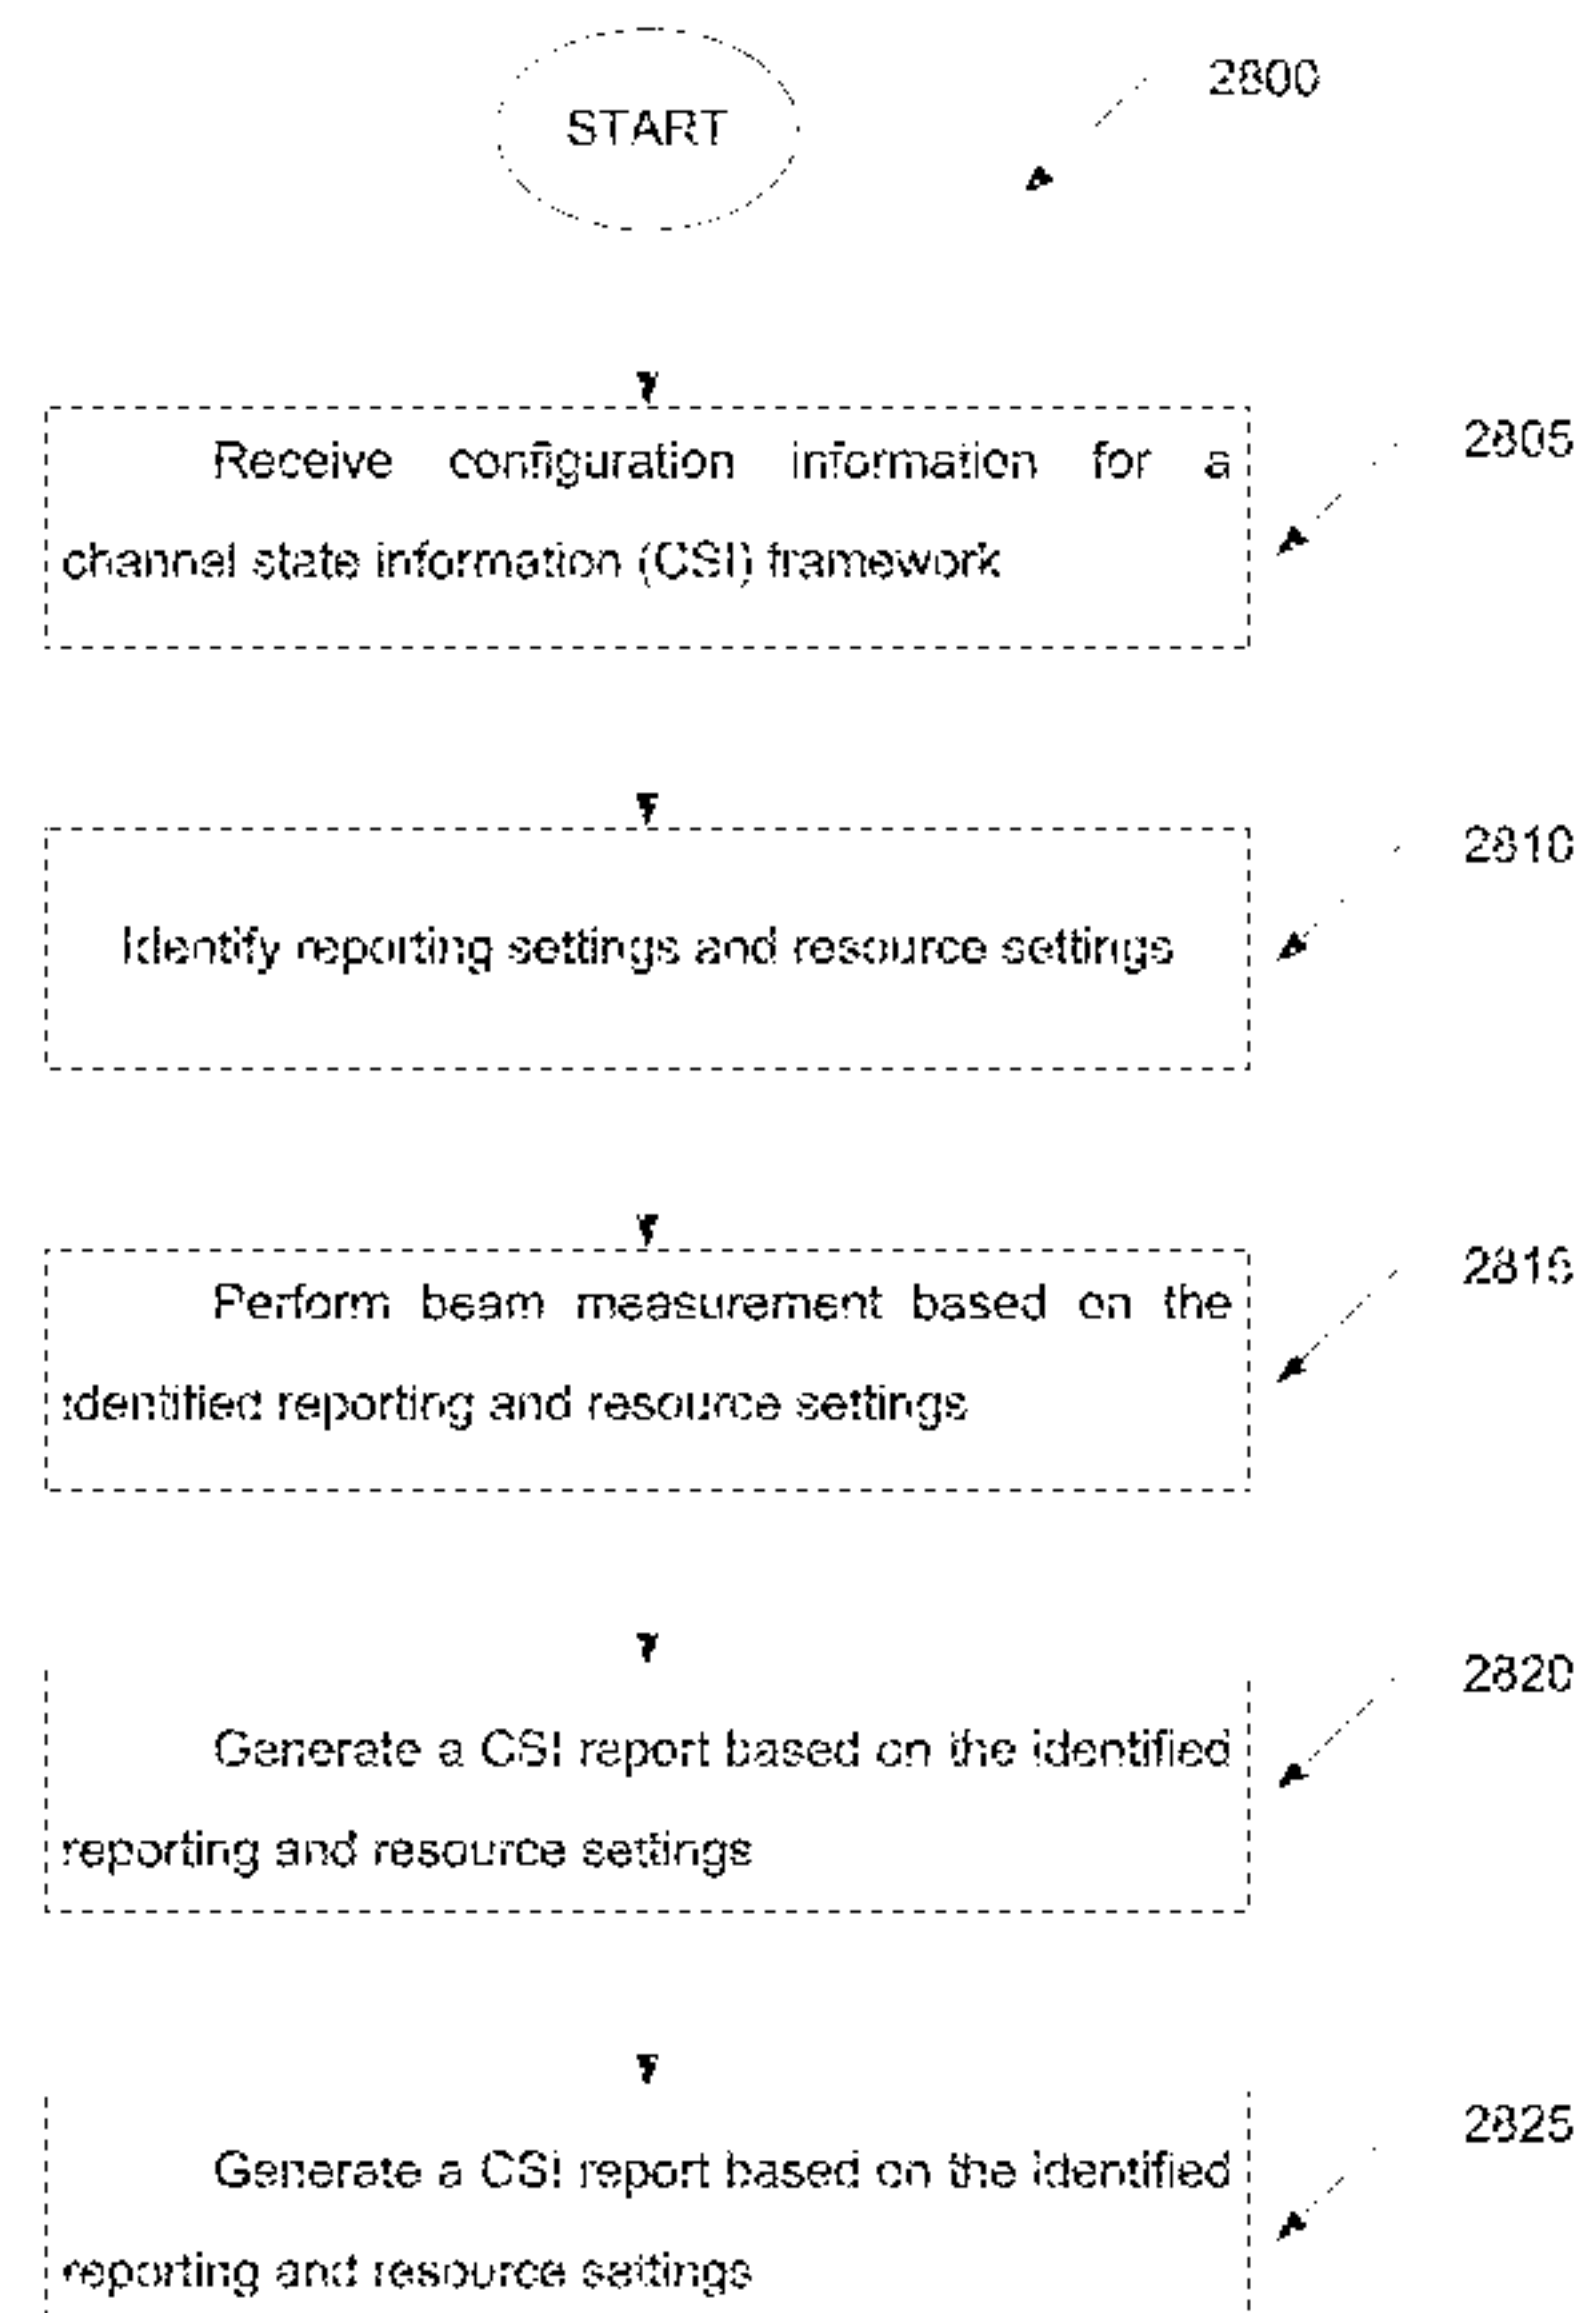 START
2800
Receive configuration information for a
channel state information (CSI) framework
2805
Identify reporting settings and resource settings
2810
Perform beam measurement based on the
identified reporting and resource settings
2815
Generate a CSI report based on the identified
reporting and resource settings
2820
Generate a CSI report based on the identified
reporting and resource settings
2825